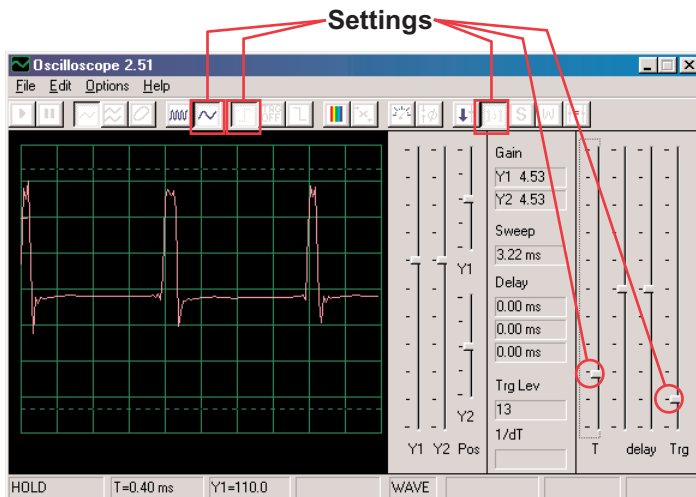 Settings
Oscilloscope 2.51
File Edit Options Help
TRG OFF
S W
Gain
Y1 4.53
Y2 4.53
Sweep
3.22 ms
Y1
Delay
0.00 ms
0.00 ms
0.00 ms
Trg Lev
13
Y2
1/dT
Y1 Y2 Pos
T delay Trg
HOLD T=0.40 ms Y1=110.0 WAVE